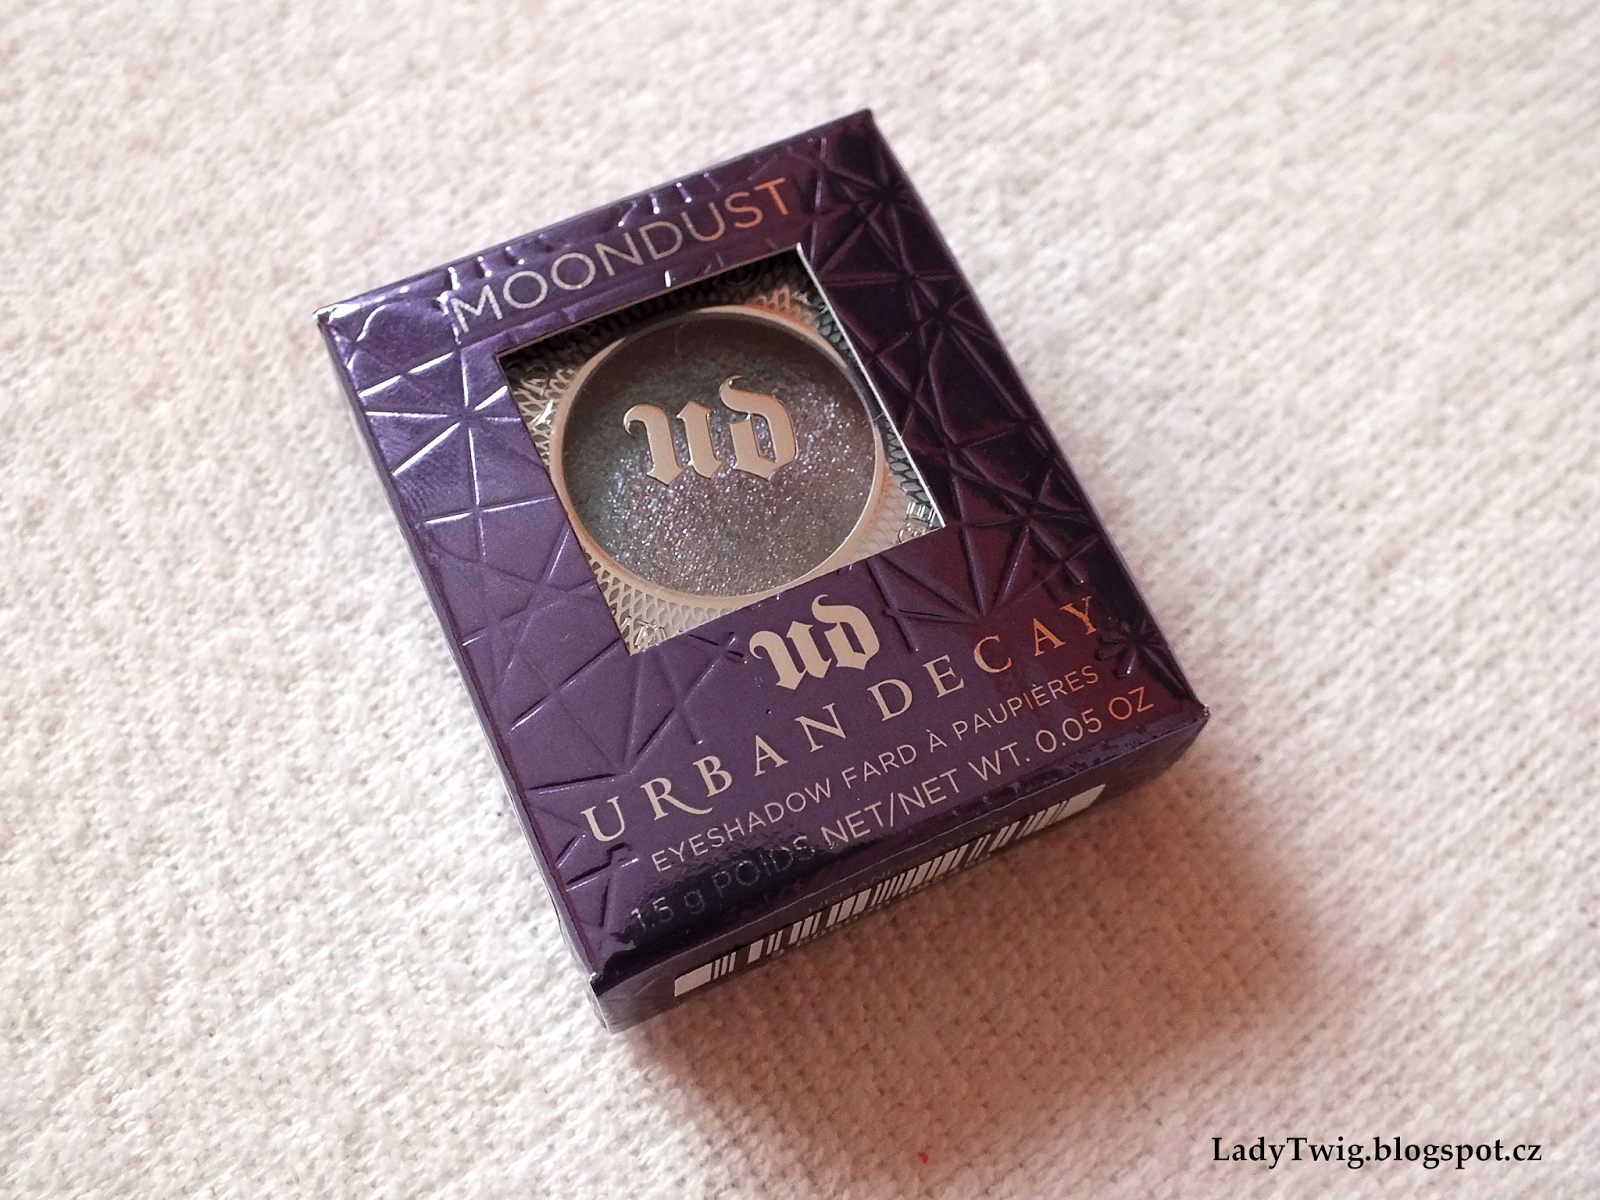 MOONDUST
UD
UD
URBAN DECAY
EYESHADOW FARD À PAUPIÈRES
1.5 g POIDS NET/NET WT. 0.05 OZ
LadyTwig.blogspot.cz